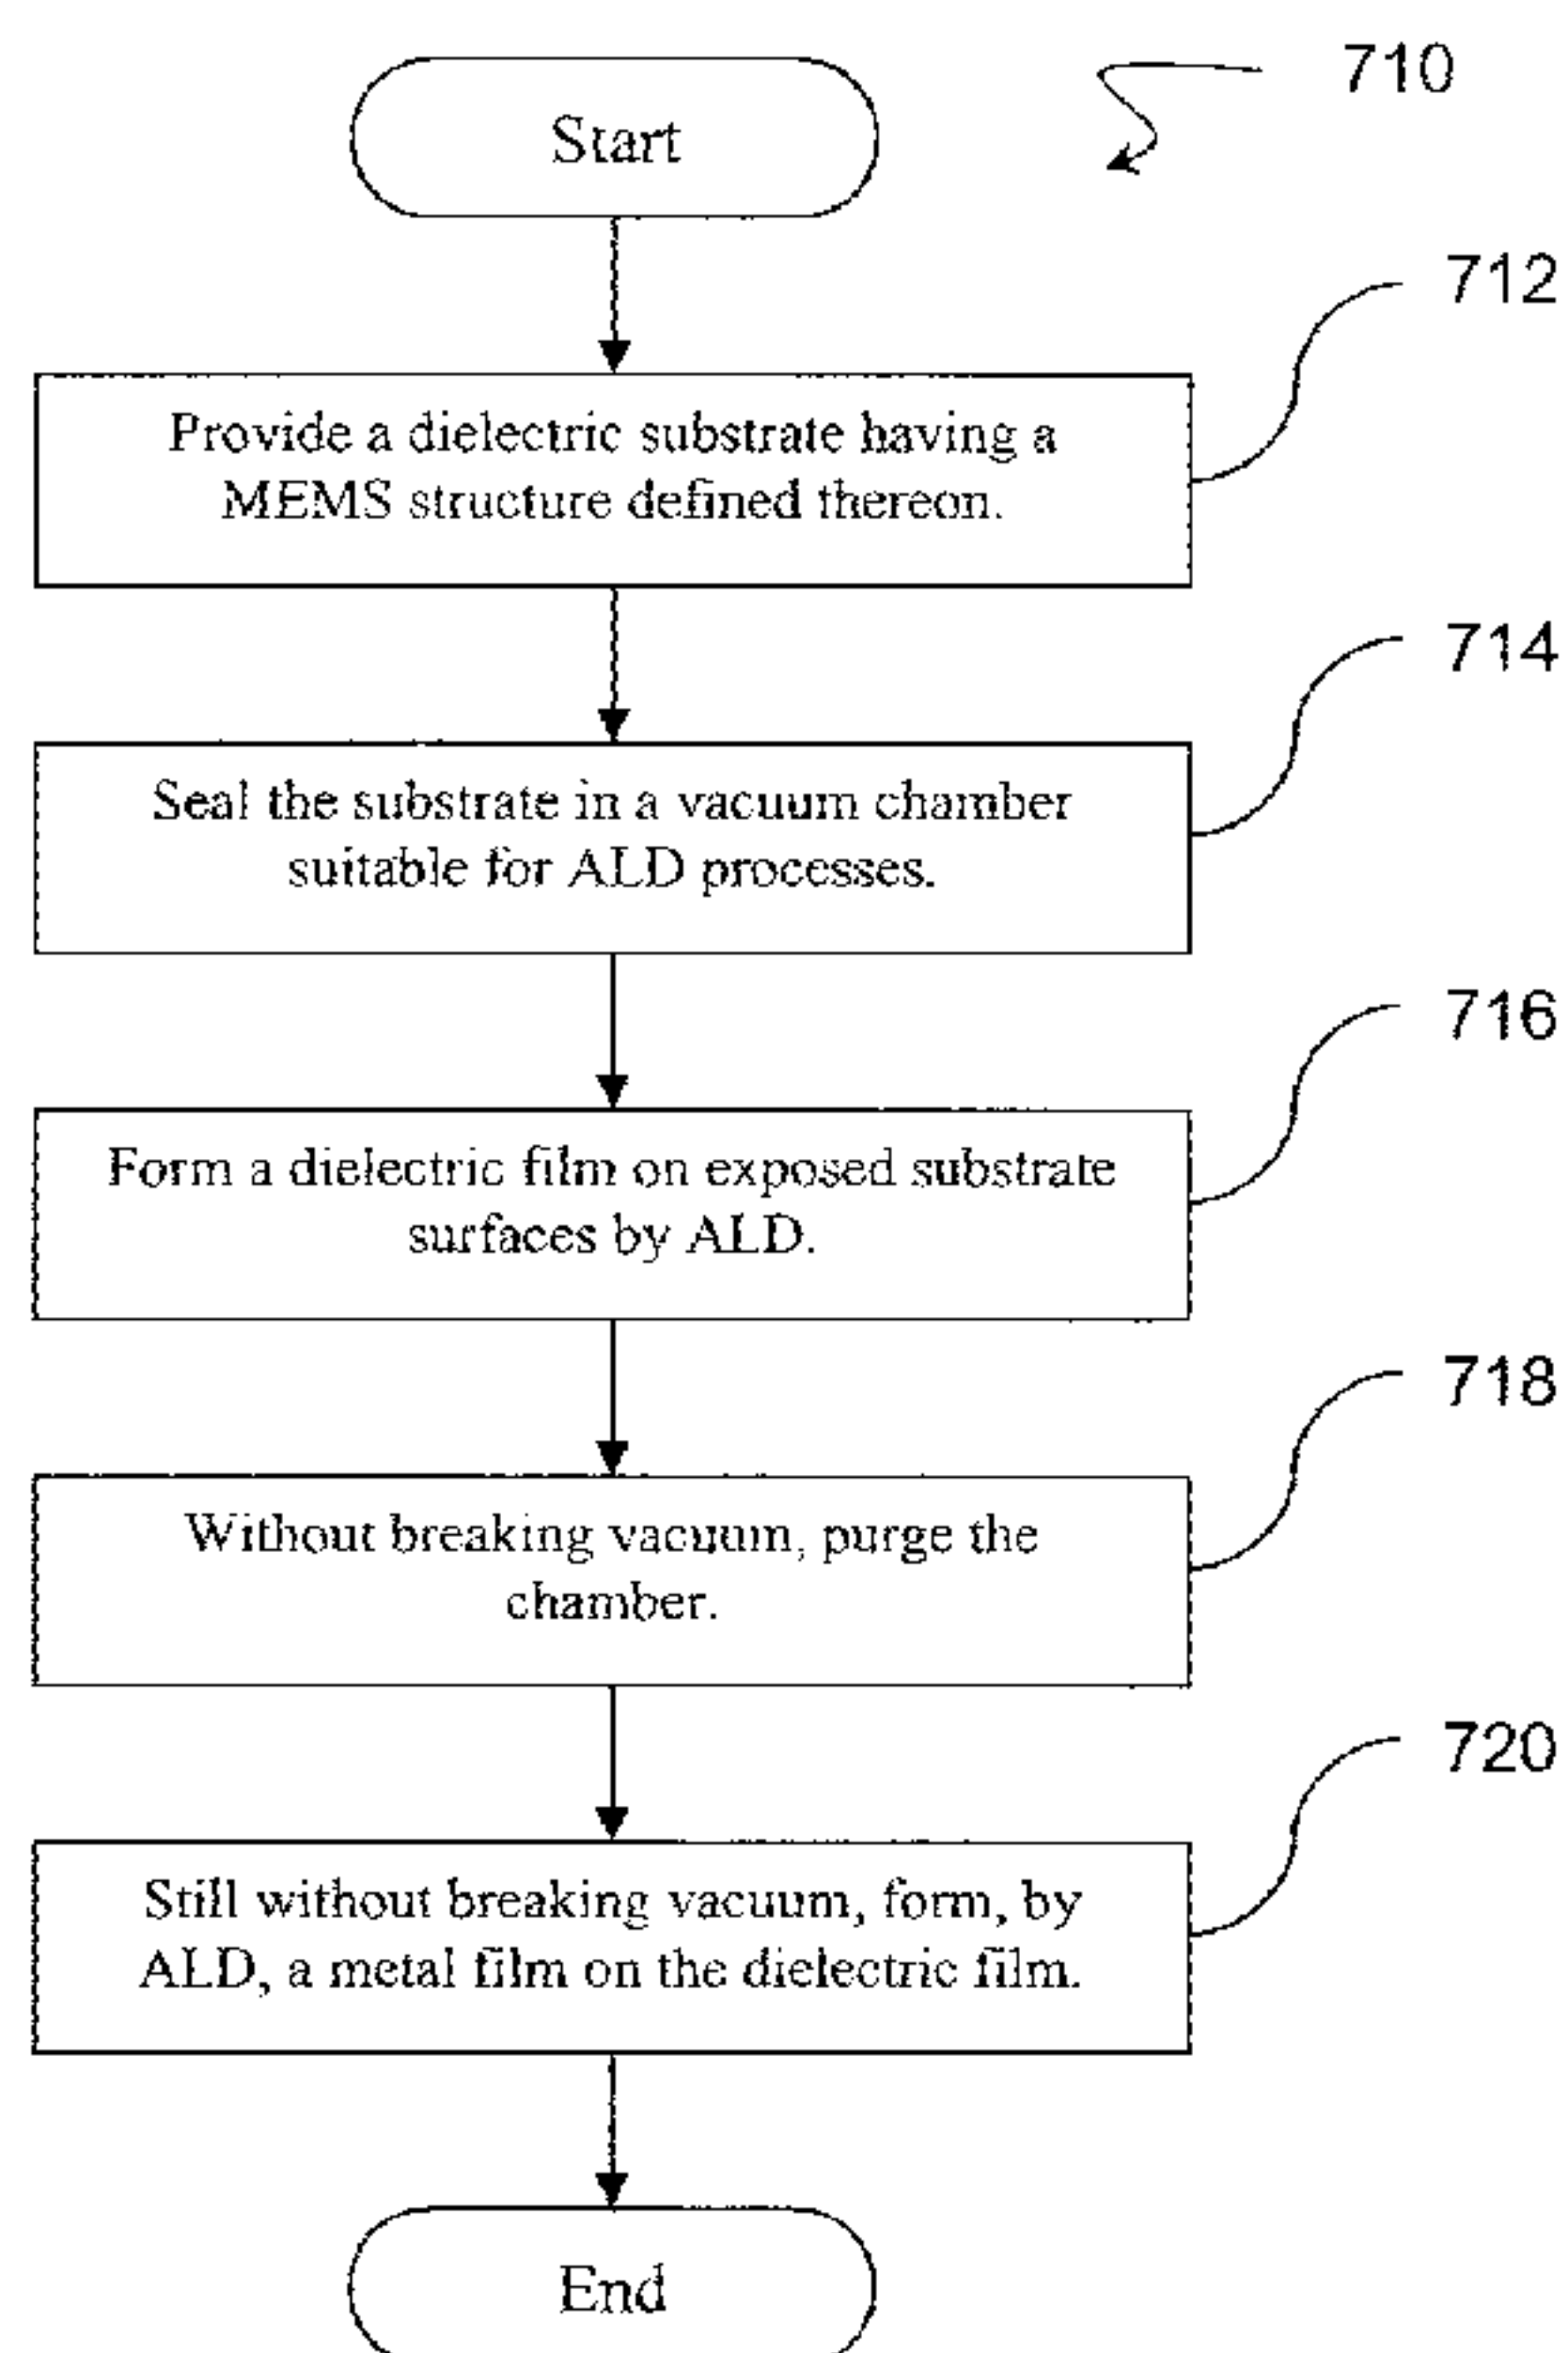 710
Start
712
Provide a dielectric substrate having a
MEMS structure defined thereon.
714
Seal the substrate in a vacuum chamber
suitable for ALD processes.
716
Form a dielectric film on exposed substrate
surfaces by ALD.
718
Without breaking vacuum, purge the
chamber.
720
Still without breaking vacuum, form, by
ALD, a metal film on the dielectric film.
End